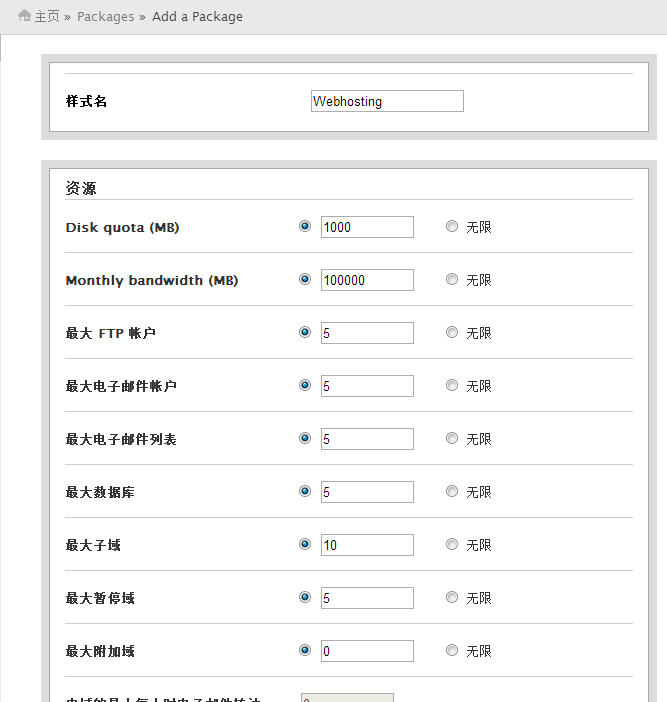 主页 » Packages » Add a Package
样式名 Webhosting
资源
Disk quota (MB) 1000 无限
Monthly bandwidth (MB) 100000 无限
最大 FTP 帐户 5 无限
最大电子邮件帐户 5 无限
最大电子邮件列表 5 无限
最大数据库 5 无限
最大子域 10 无限
最大暂停域 5 无限
最大附加域 0 无限